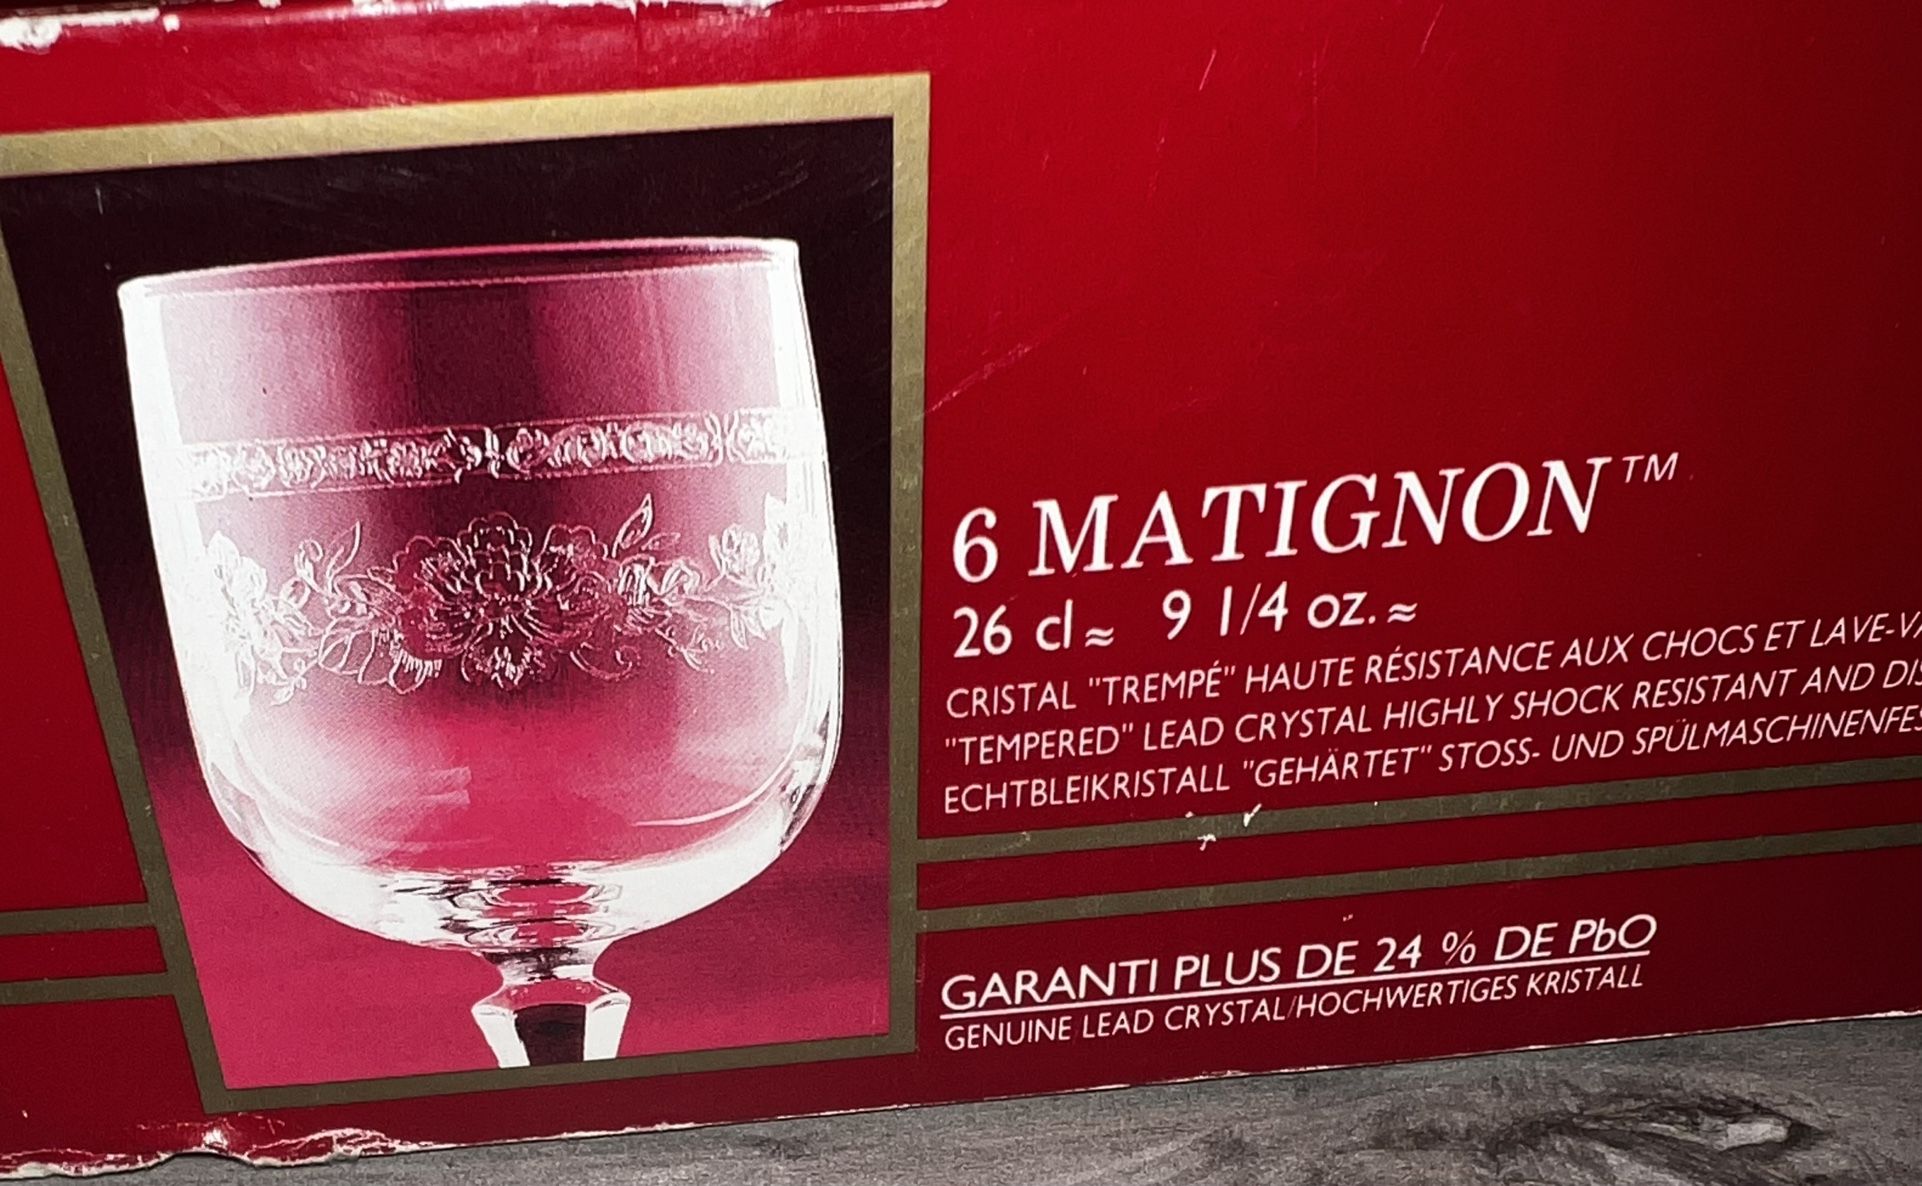 6 MATIGNON™
26 cl ≈ 9 1/4 oz. ≈
CRISTAL "TREMPÉ" HAUTE RÉSISTANCE AUX CHOCS ET
"TEMPERED" LEAD CRYSTAL HIGHLY SHOCK RESISTANT AND
ECHTBLEIKRISTALL "GEHÄRTET" STOSS- UND
GARANTI PLUS DE 24 % DE PbO
GENUINE LEAD CRYSTAL/HOCHWERTIGES KRISTALL